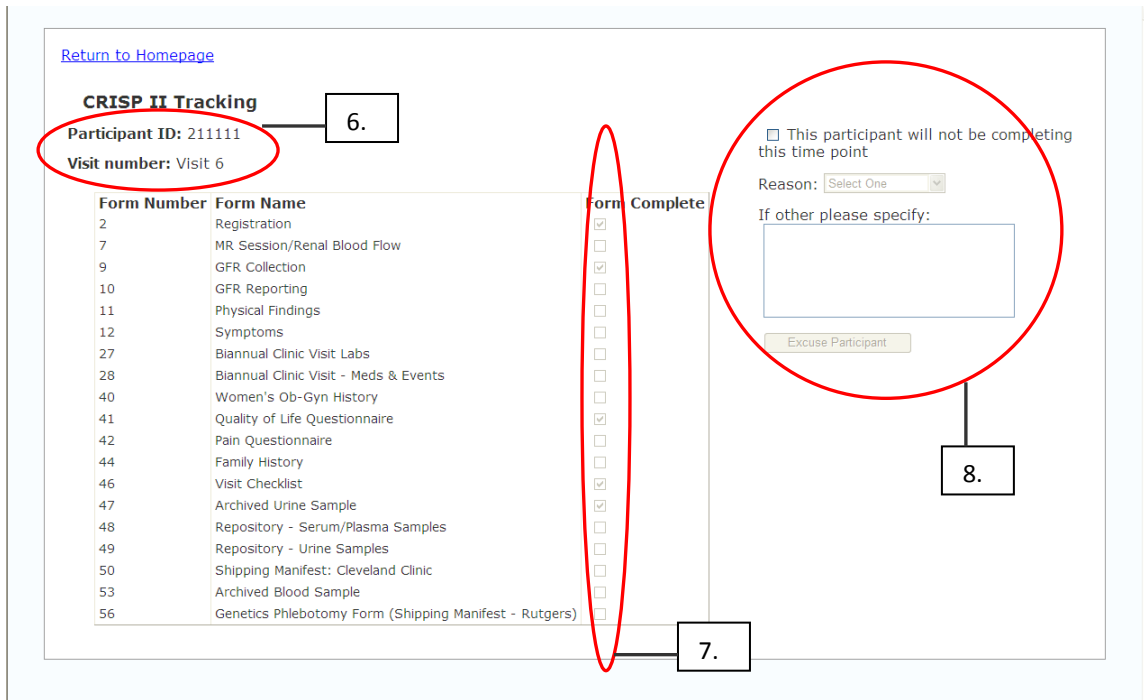 Return to Homepage
CRISP II Tracking
6.
Participant ID: 211111
Visit number: Visit 6
This participant will not be completing
this time point
Reason: Select One
If other please specify:
Excuse Participant
8.
Form Number Form Name Form Complete
2 Registration
7 MR Session/Renal Blood Flow
9 GFR Collection
10 GFR Reporting
11 Physical Findings
12 Symptoms
27 Biannual Clinic Visit Labs
28 Biannual Clinic Visit - Meds & Events
40 Women's Ob-Gyn History
41 Quality of Life Questionnaire
42 Pain Questionnaire
44 Family History
46 Visit Checklist
47 Archived Urine Sample
48 Repository - Serum/Plasma Samples
49 Repository - Urine Samples
50 Shipping Manifest: Cleveland Clinic
53 Archived Blood Sample
56 Genetics Phlebotomy Form (Shipping Manifest - Rutgers)
7.